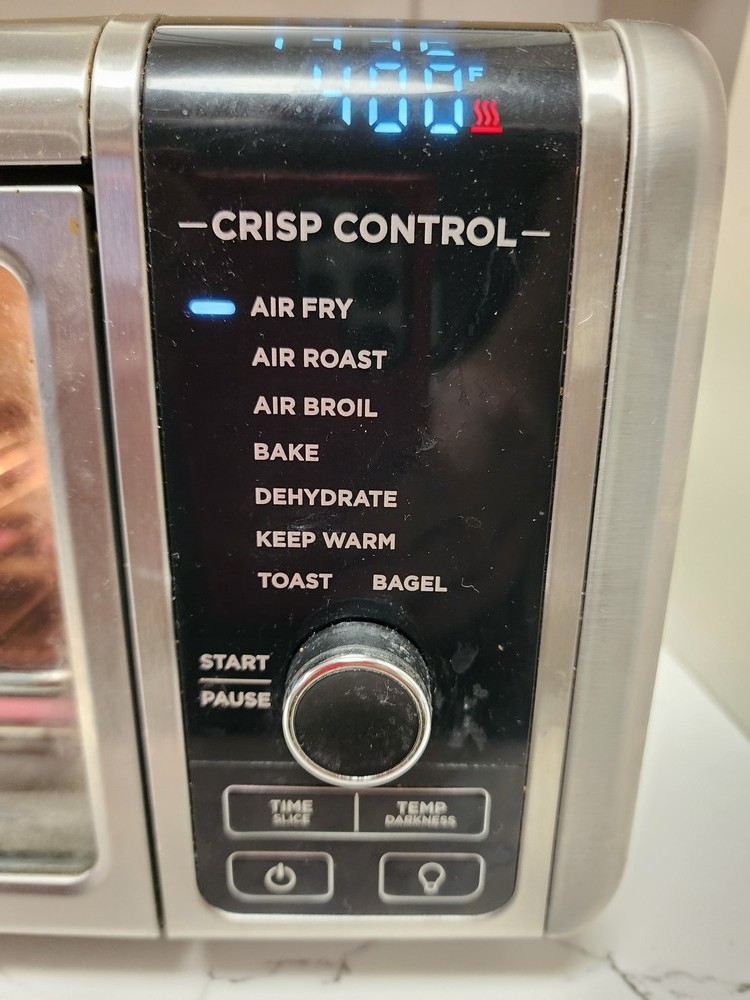 400 F
CRISP CONTROL
AIR FRY
AIR ROAST
AIR BROIL
BAKE
DEHYDRATE
KEEP WARM
TOAST BAGEL
START
PAUSE
TIME TEMP
SLICE DARKNESS